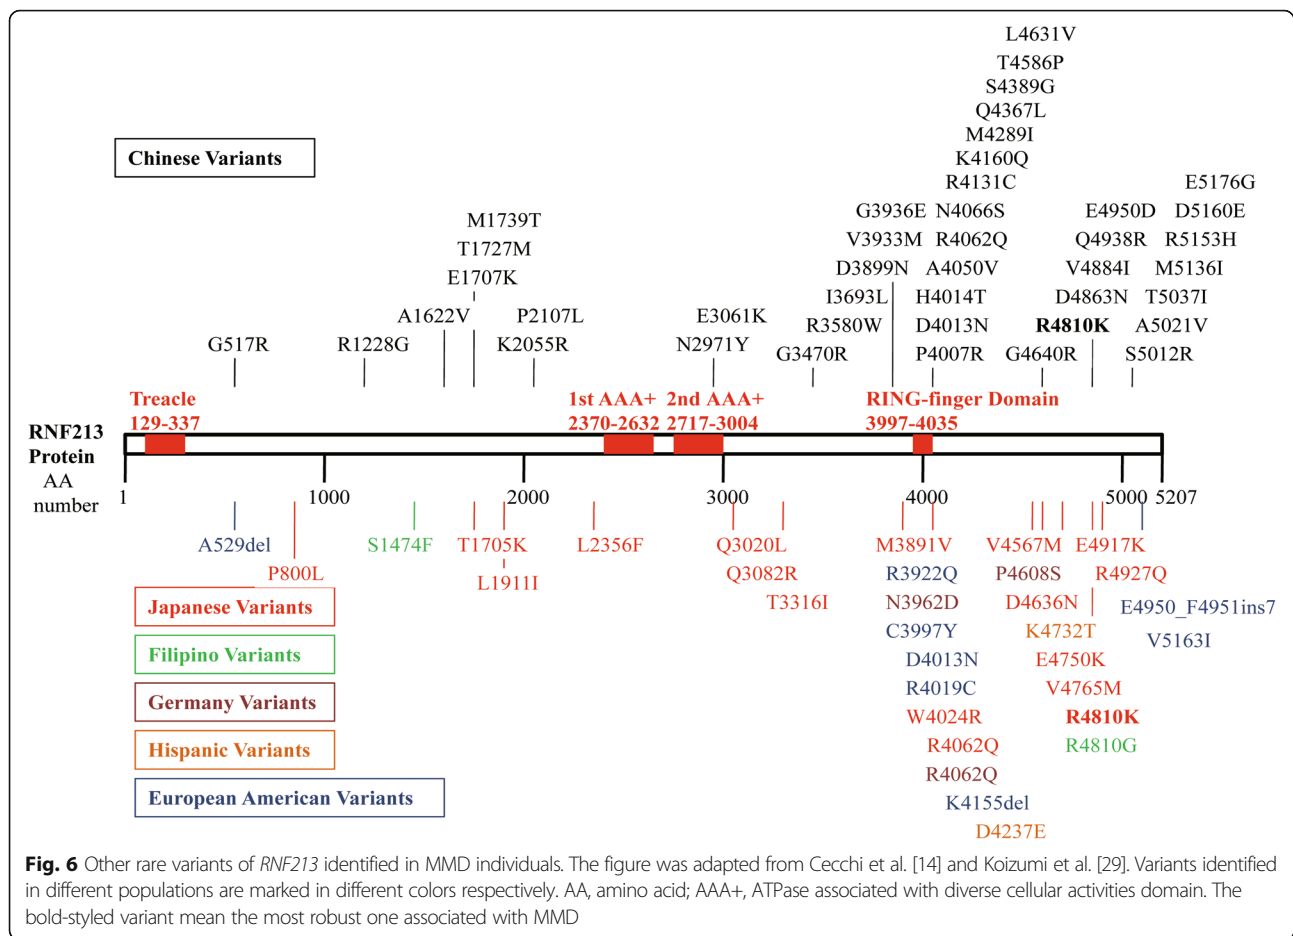 L4631V
T4586P
S4389G
Q4367L
M4289I
Chinese Variants
K4160Q
R4131C
E5176G
G3936E N4066S E4950D D5160E
M1739T
V3933M R4062Q Q4938R R5153H
T1727M
D3899N A4050V V4884I M5136I
E1707K
I3693L H4014T D4863N T5037I
A1622V P2107L E3061K
R3580W D4013N R4810K A5021V
G517R R1228G K2055R N2971Y
G3470R P4007R G4640R S5012R
Treacle 1st AAA+ 2nd AAA+ RING-finger Domain
129-337 2370-2632 2717-3004 3997-4035
RNF213
Protein
AA
number
1 1000 2000 3000 4000 5000 5207
A529del S1474F T1705K L2356F Q3020L M3891V V4567M E4917K
P800L L1911I Q3082R R3922Q P4608S R4927Q
Japanese Variants T3316I N3962D D4636N E4950_F4951ins7
C3997Y K4732T V5163I
Filipino Variants D4013N E4750K
Germany Variants R4019C V4765M
W4024R R4810K
Hispanic Variants R4062Q R4810G
R4062Q
European American Variants K4155del
D4237E
Fig. 6 Other rare variants of RNF213 identified in MMD individuals. The figure was adapted from Cecchi et al. [14] and Koizumi et al. [29]. Variants identified
in different populations are marked in different colors respectively. AA, amino acid; AAA+, ATPase associated with diverse cellular activities domain. The
bold-styled variant mean the most robust one associated with MMD